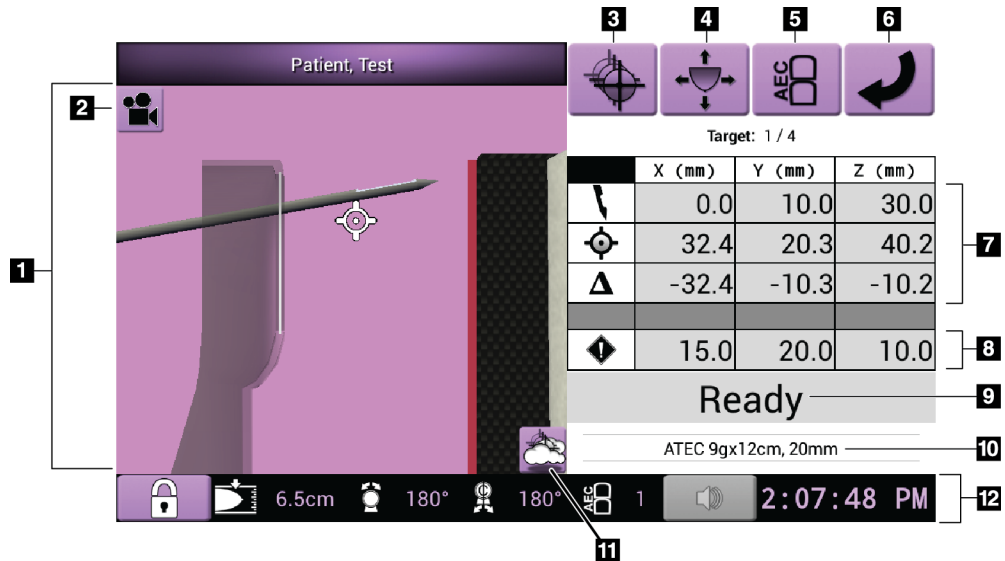 3 4 5 6
Patient, Test
AEC
1
2
Target: 1 / 4
X (mm) Y (mm) Z (mm)
0.0 10.0 30.0
32.4 20.3 40.2
7
Δ -32.4 -10.3 -10.2
! 15.0 20.0 10.0
8
Ready
9
ATEC 9gx12cm, 20mm
10
6.5cm 180° C 180° AEC 1 2:07:48 PM
12
11